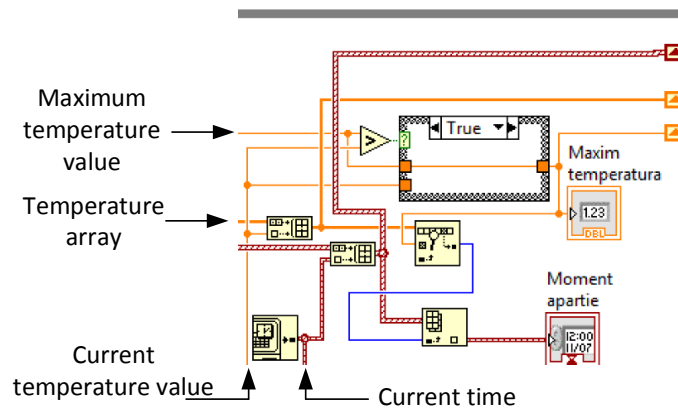 Maximum
temperature
value
True
?
>
Maxim
temperatura
1.23
DBL
Temperature
array
Moment
apartie
12:00
11/07
Current
temperature value
Current time